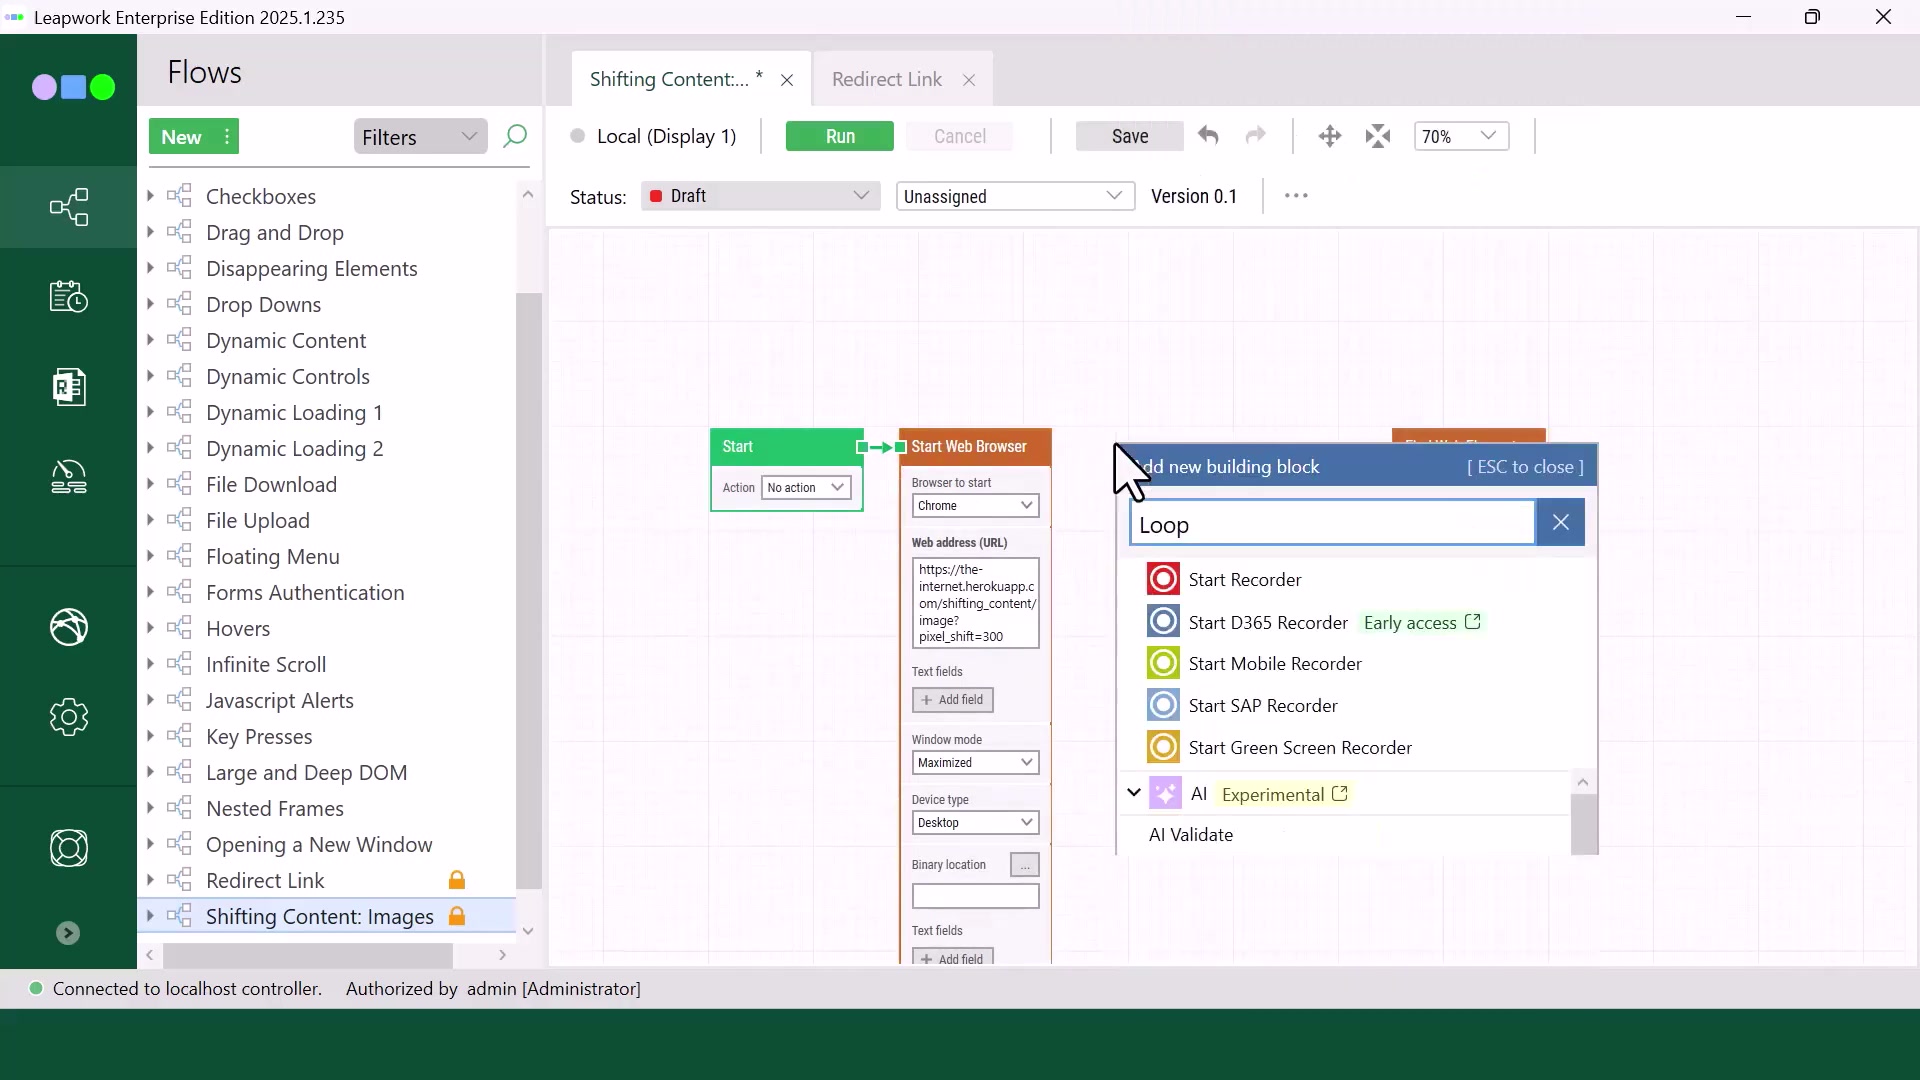 Leapwork Enterprise Edition 2025.1.235
Flows
Shifting Content:... *
Redirect Link
New
Filters
Local (Display 1)
Run
Cancel
Save
70%
Status:
Draft
Unassigned
Version 0.1
Checkboxes
Drag and Drop
Disappearing Elements
Drop Downs
Dynamic Content
Dynamic Controls
Dynamic Loading 1
Dynamic Loading 2
File Download
File Upload
Floating Menu
Forms Authentication
Hovers
Infinite Scroll
Javascript Alerts
Key Presses
Large and Deep DOM
Nested Frames
Opening a New Window
Redirect Link
Shifting Content: Images
Start
Action
No action
Start Web Browser
Browser to start
Chrome
Web address (URL)
https://the-
internet.herokuapp.c
om/shifting_content/
image?
pixel_shift=300
Text fields
+ Add field
Window mode
Maximized
Device type
Desktop
Binary location
...
Text fields
+ Add field
dd new building block
[ ESC to close ]
Loop
Start Recorder
Start D365 Recorder
Early access
Start Mobile Recorder
Start SAP Recorder
Start Green Screen Recorder
AI
Experimental
AI Validate
Connected to localhost controller.
Authorized by admin [Administrator]